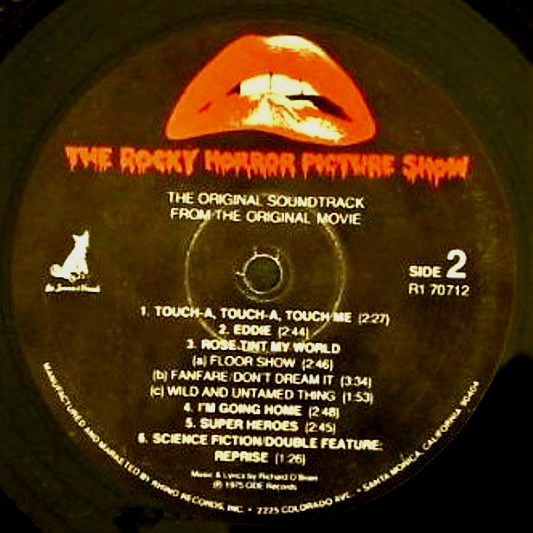 THE ROCKY HORROR PICTURE SHOW
THE ORIGINAL SOUNDTRACK
FROM THE ORIGINAL MOVIE
SIDE 2
R1 70712
1. TOUCH-A, TOUCH-A, TOUCH ME (2:27)
2. EDDIE (2:44)
3. ROSE TINT MY WORLD
(a) FLOOR SHOW (2:46)
(b) FANFARE/DON'T DREAM IT (3:34)
(c) WILD AND UNTAMED THING (1:53)
4. I'M GOING HOME (2:48)
5. SUPER HEROES (2:45)
6. SCIENCE FICTION/DOUBLE FEATURE:
REPRISE (1:26)
Music & Lyrics by Richard O'Brien
℗ 1975 ODE Records
MANUFACTURED AND MARKETED BY RHINO RECORDS, INC. • 2225 COLORADO AVE. • SANTA MONICA, CALIFORNIA 90404